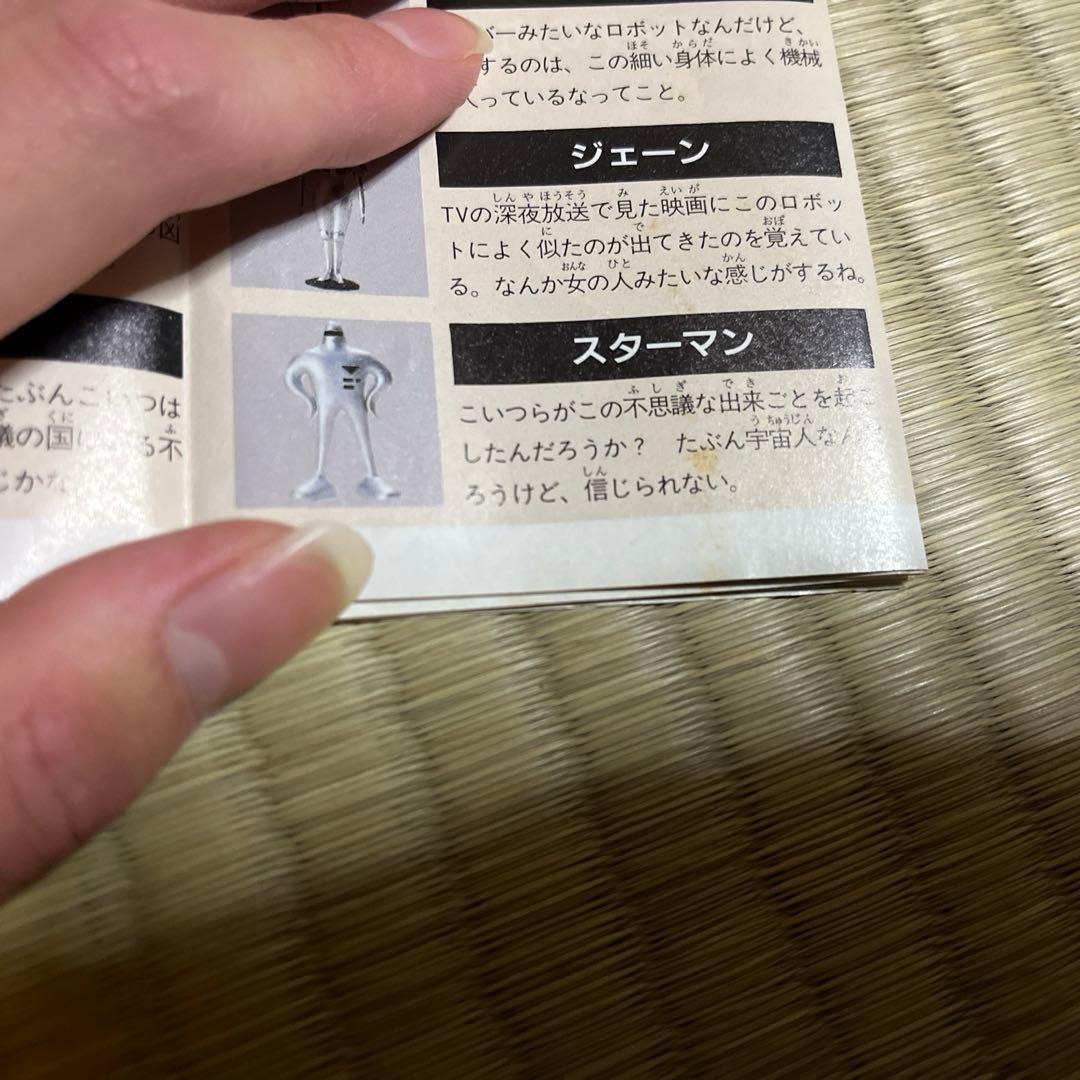 バーみたいなロボットなんだけど、
するのは、この細い身体によく機械
入っているなってこと。
ジェーン
TVの深夜放送で見た映画にこのロボッ
トによく似たのが出てきたのを覚えてい
る。なんか女の人みたいな感じがするね。
スターマン
こいつらがこの不思議な出来ごとを起こ
したんだろうか？ たぶん宇宙人なん
ろうけど、信じられない。
たぶんこいつは
議の国に 不
じかな